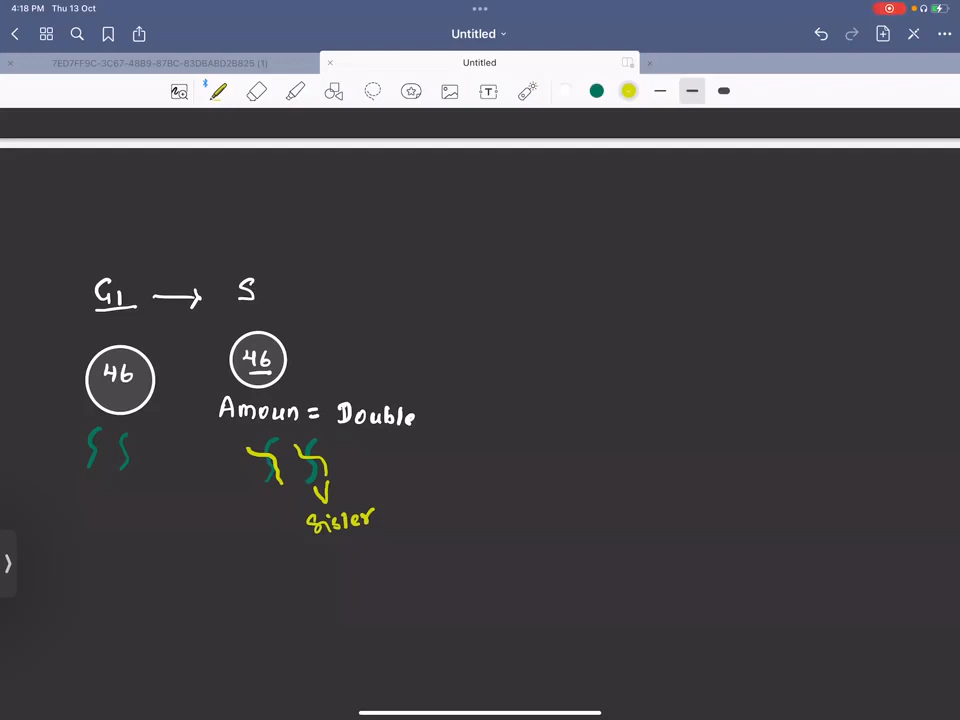 4:18 PM Thu 13 Oct
Untitled
7ED7FF9C-3C67-48B9-87BC-83DBABD2B825 (1)
Untitled
T
G1 → S
46 46
Amoun = Double
Sister